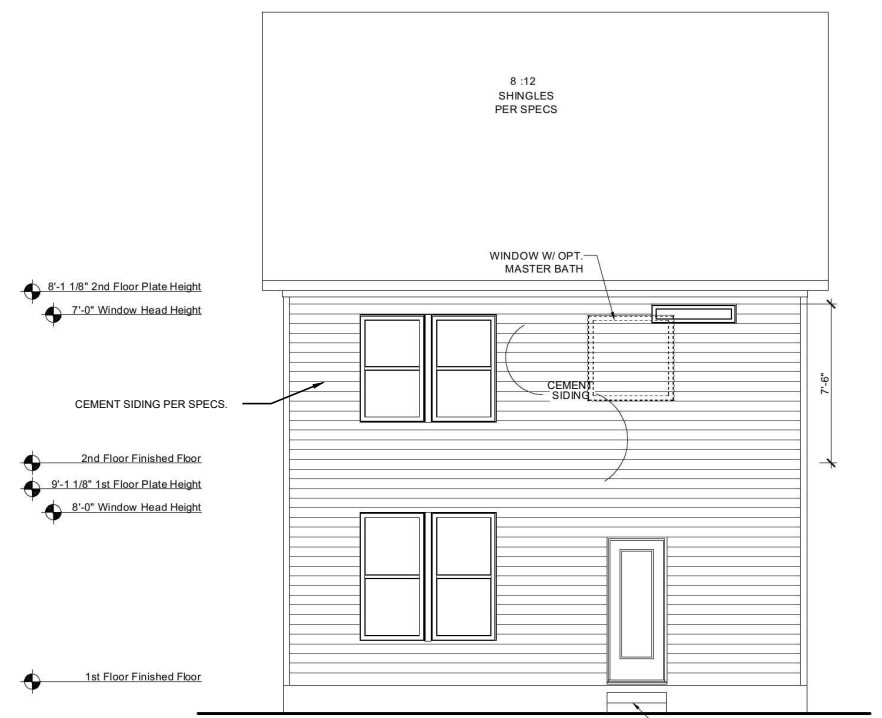 8 :12
SHINGLES
PER SPECS
WINDOW W/ OPT.
MASTER BATH
8'-1 1/8" 2nd Floor Plate Height
7'-0" Window Head Height
7'-6"
CEMENT
SIDING
CEMENT SIDING PER SPECS.
2nd Floor Finished Floor
9'-1 1/8" 1st Floor Plate Height
8'-0" Window Head Height
1st Floor Finished Floor